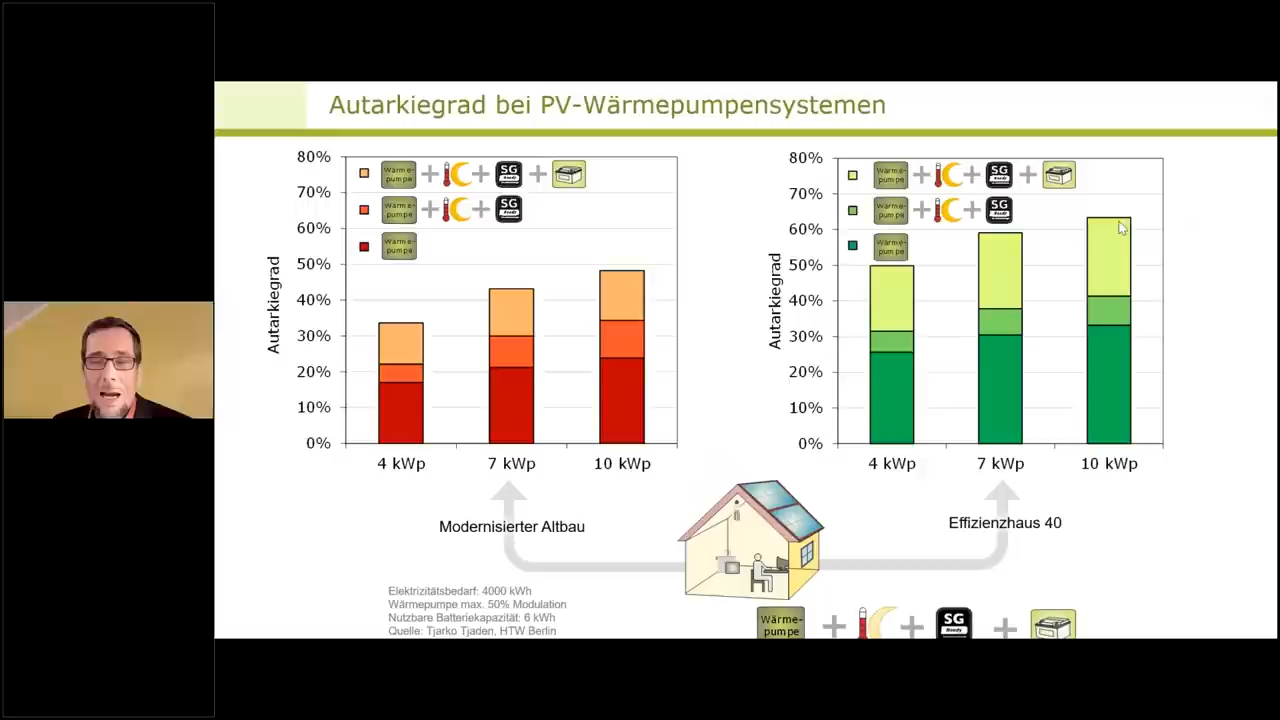 Autarkiegrad bei PV-Wärmepumpensystemen
80%
70%
60%
50%
40%
30%
20%
10%
0%
Autarkiegrad
Wärme-
pumpe
+
+
SG
Ready
+
Wärme-
pumpe
+
+
SG
Ready
Wärme-
pumpe
4 kWp
7 kWp
10 kWp
Modernisierter Altbau
80%
70%
60%
50%
40%
30%
20%
10%
0%
Autarkiegrad
Wärme-
pumpe
+
+
SG
Ready
+
Wärme-
pumpe
+
+
SG
Ready
Wärme-
pumpe
4 kWp
7 kWp
10 kWp
Effizienzhaus 40
Elektrizitätsbedarf: 4000 kWh
Wärmepumpe max. 50% Modulation
Nutzbare Batteriekapazität: 6 kWh
Quelle: Tjarko Tjaden, HTW Berlin
Wärme-
pumpe
+
+
SG
Ready
+